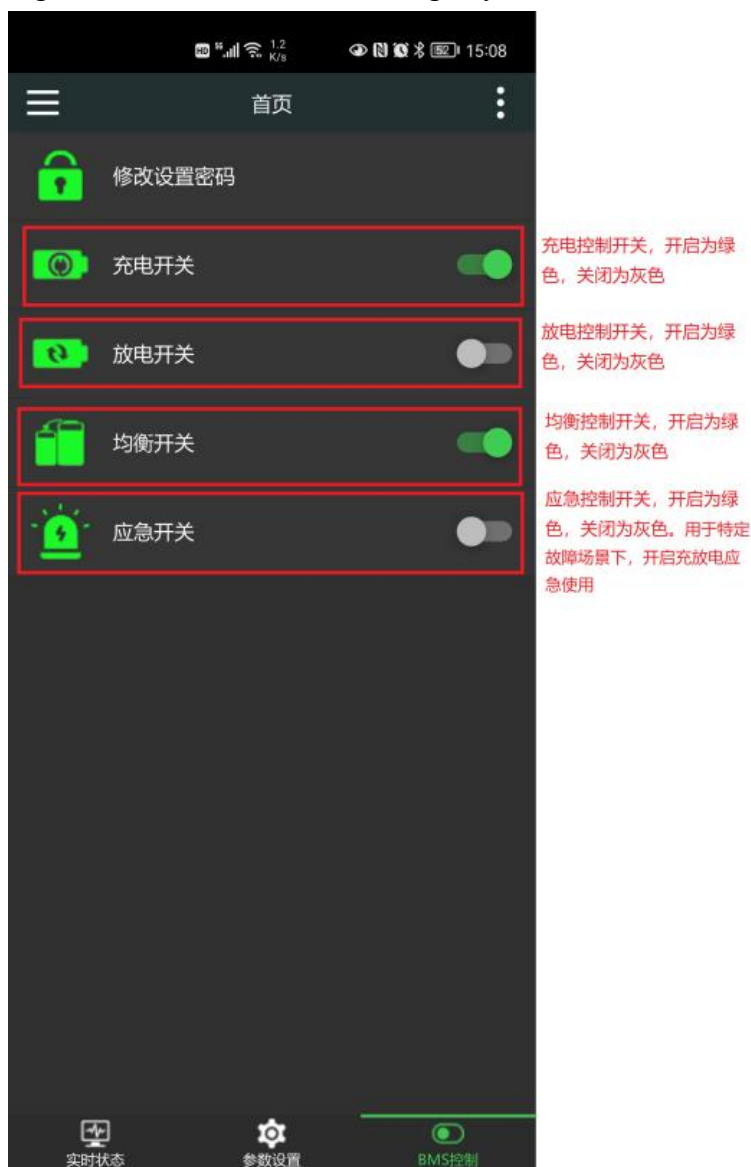 HD 5G 1.2 K/s 52 15:08
首页
修改设置密码
充电开关
充电控制开关，开启为绿
色，关闭为灰色
放电开关
放电控制开关，开启为绿
色，关闭为灰色
均衡开关
均衡控制开关，开启为绿
色，关闭为灰色
应急开关
应急控制开关，开启为绿
色，关闭为灰色。用于特定
故障场景下，开启充放电应
急使用
实时状态 参数设置 BMS控制